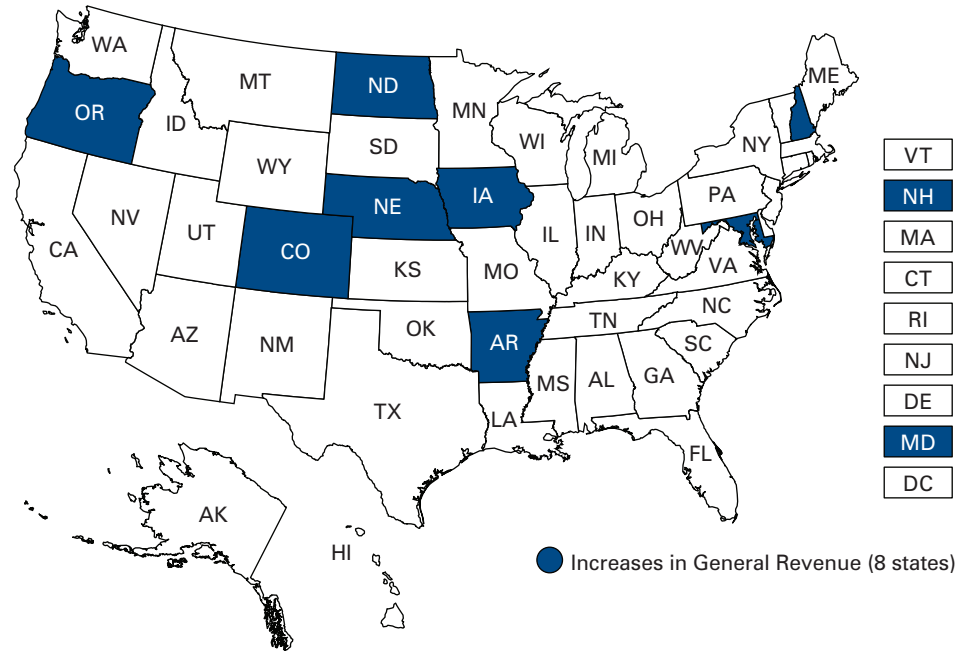 WA
MT
ND
MN
ME
OR
ID
SD
WI
MI
NY
WY
NE
IA
PA
NV
UT
CO
IL
IN
OH
WV
VA
CA
KS
MO
KY
NC
AZ
NM
OK
AR
TN
SC
TX
LA
MS
AL
GA
FL
AK
HI
VT
NH
MA
CT
RI
NJ
DE
MD
DC
Increases in General Revenue (8 states)